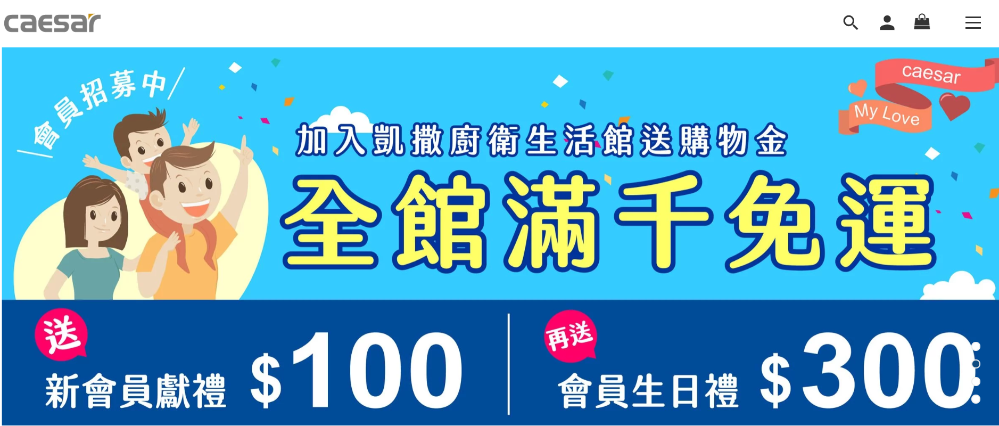 caesar
會員招募中
caesar
My Love
加入凱撒廚衛生活館送購物金
全館滿千免運
送
新會員獻禮 $100
再送
會員生日禮 $300